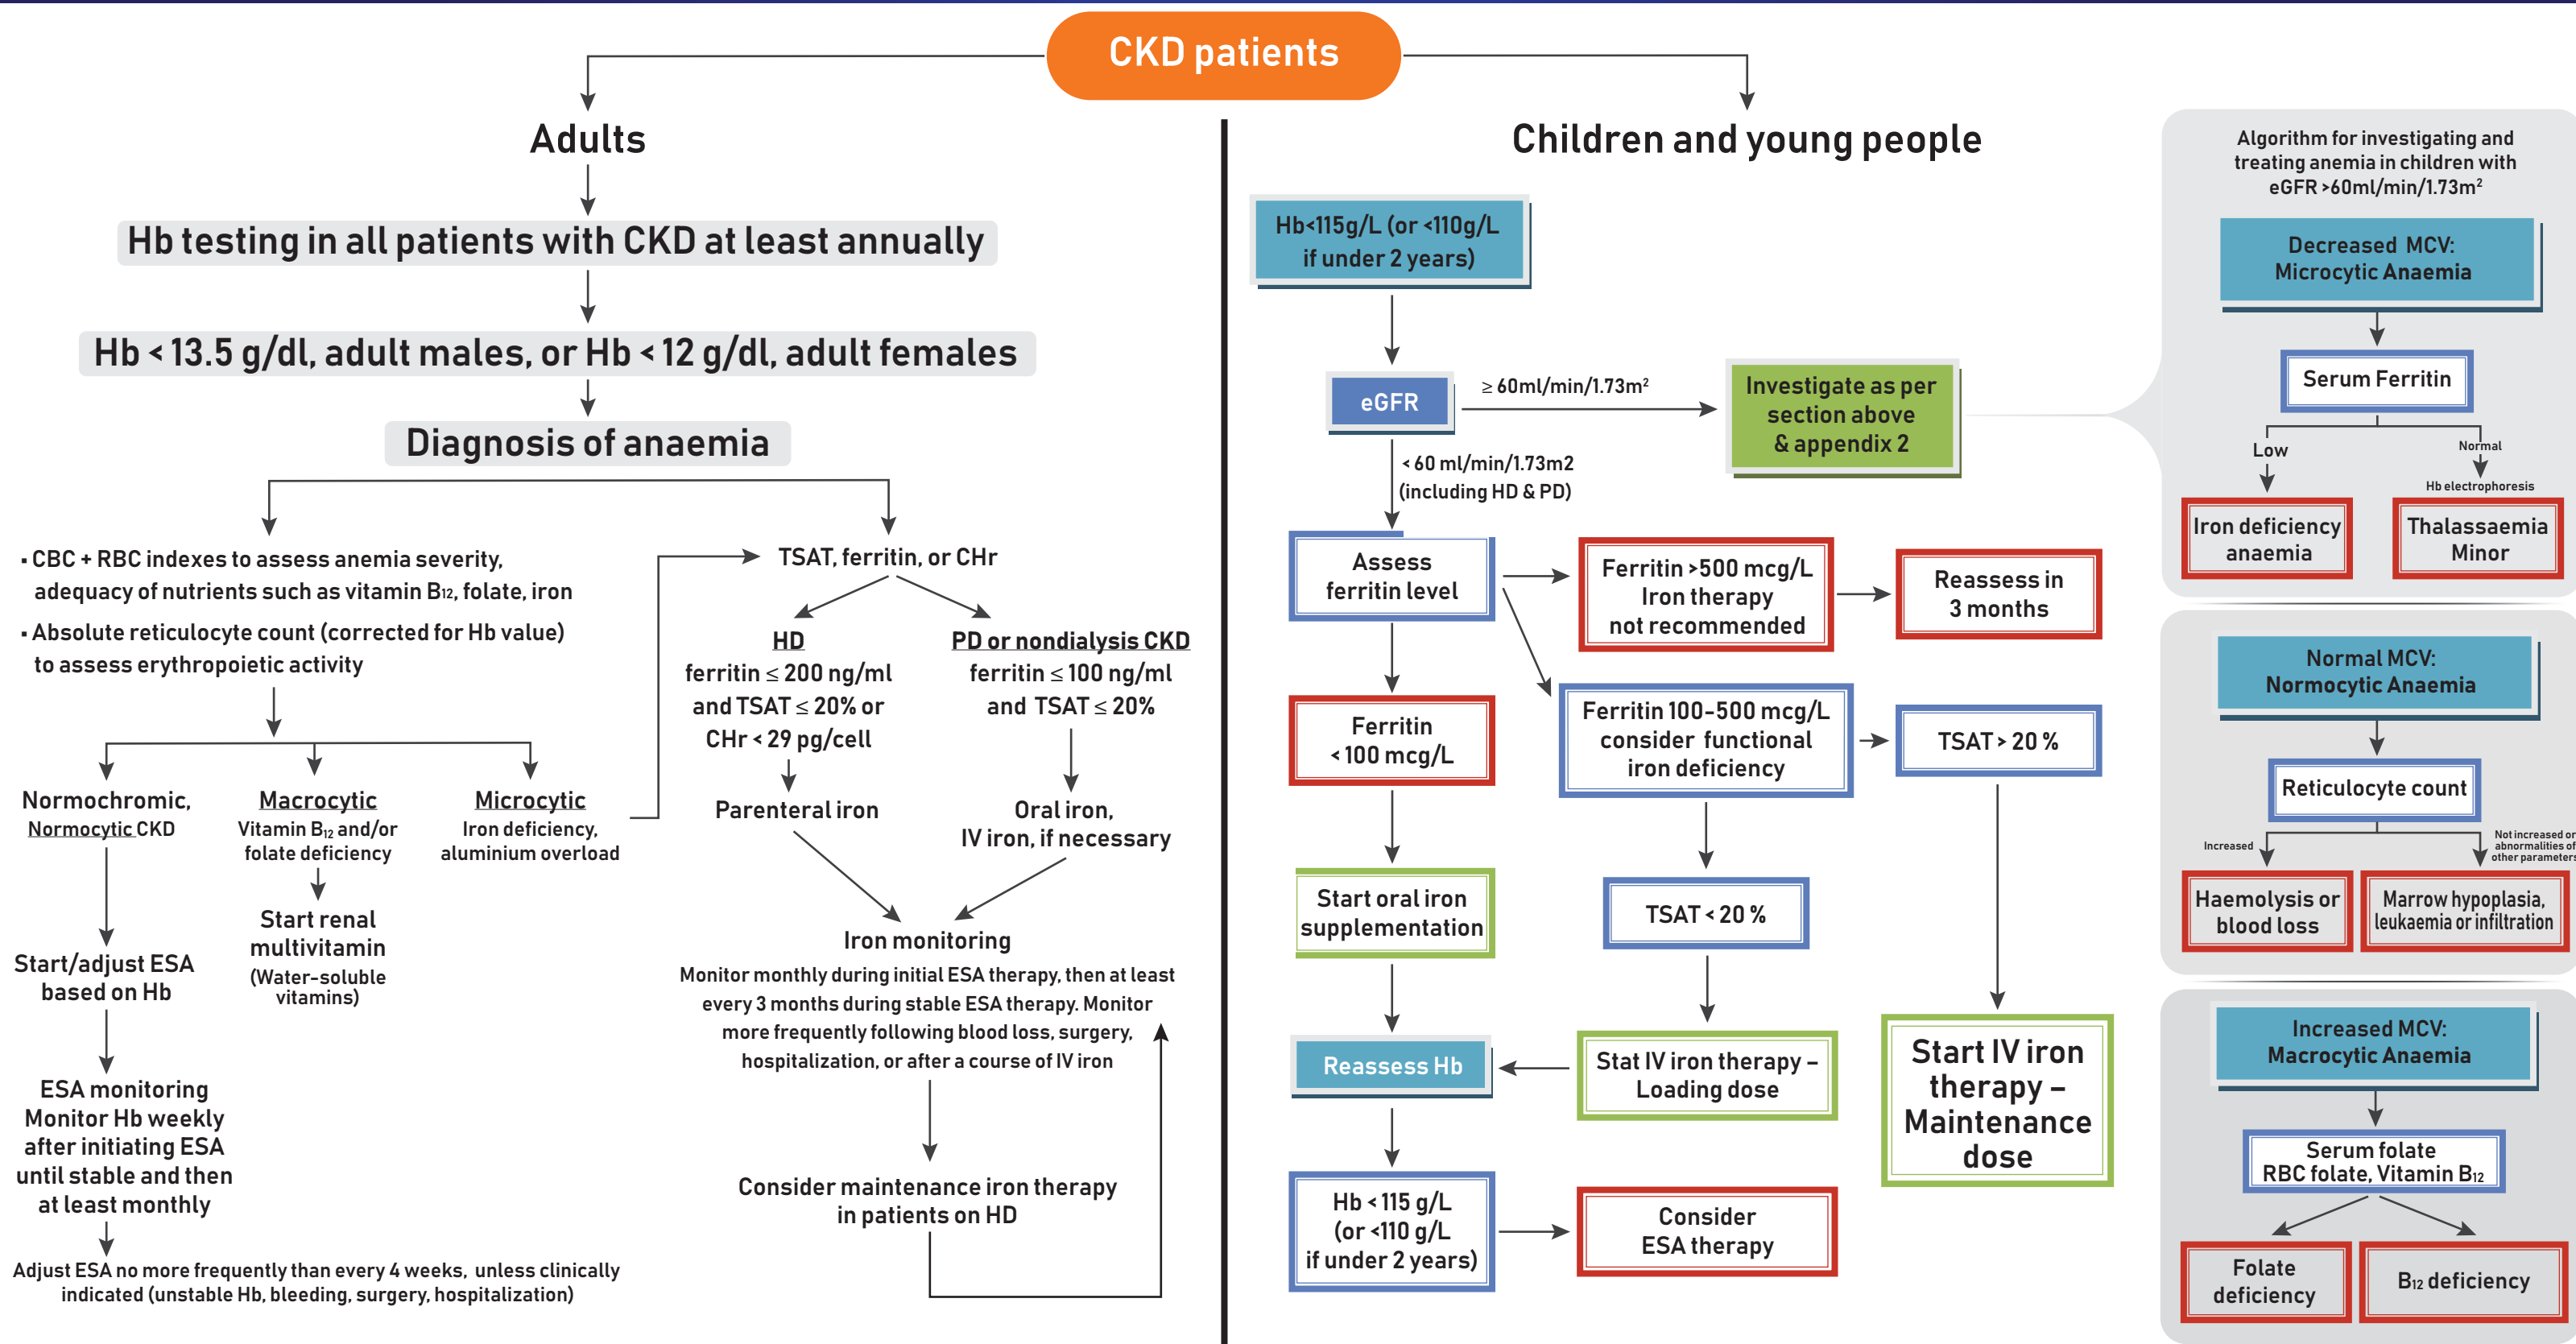 CKD patients
Adults
Hb testing in all patients with CKD at least annually
Hb < 13.5 g/dl, adult males, or Hb < 12 g/dl, adult females
Diagnosis of anaemia
▪ CBC + RBC indexes to assess anemia severity,
adequacy of nutrients such as vitamin B₁₂, folate, iron
▪ Absolute reticulocyte count (corrected for Hb value)
to assess erythropoietic activity
Normochromic,
Normocytic CKD
Start/adjust ESA
based on Hb
ESA monitoring
Monitor Hb weekly
after initiating ESA
until stable and then
at least monthly
Adjust ESA no more frequently than every 4 weeks, unless clinically
indicated (unstable Hb, bleeding, surgery, hospitalization)
Macrocytic
Vitamin B₁₂ and/or
folate deficiency
Start renal
multivitamin
(Water-soluble
vitamins)
Microcytic
Iron deficiency,
aluminium overload
TSAT, ferritin, or CHr
HD
ferritin ≤ 200 ng/ml
and TSAT ≤ 20% or
CHr < 29 pg/cell
Parenteral iron
PD or nondialysis CKD
ferritin ≤ 100 ng/ml
and TSAT ≤ 20%
Oral iron,
IV iron, if necessary
Iron monitoring
Monitor monthly during initial ESA therapy, then at least
every 3 months during stable ESA therapy. Monitor
more frequently following blood loss, surgery,
hospitalization, or after a course of IV iron
Consider maintenance iron therapy
in patients on HD
Children and young people
Hb<115g/L (or <110g/L
if under 2 years)
eGFR
≥ 60ml/min/1.73m²
Investigate as per
section above
& appendix 2
< 60 ml/min/1.73m2
(including HD & PD)
Assess
ferritin level
Ferritin >500 mcg/L
Iron therapy
not recommended
Reassess in
3 months
Ferritin
< 100 mcg/L
Ferritin 100-500 mcg/L
consider functional
iron deficiency
TSAT > 20 %
Start oral iron
supplementation
TSAT < 20 %
Reassess Hb
Stat IV iron therapy –
Loading dose
Start IV iron
therapy –
Maintenance
dose
Hb < 115 g/L
(or <110 g/L
if under 2 years)
Consider
ESA therapy
Algorithm for investigating and
treating anemia in children with
eGFR >60ml/min/1.73m²
Decreased MCV:
Microcytic Anaemia
Serum Ferritin
Low
Normal
Hb electrophoresis
Iron deficiency
anaemia
Thalassaemia
Minor
Normal MCV:
Normocytic Anaemia
Reticulocyte count
Increased
Not increased or
abnormalities of
other parameters
Haemolysis or
blood loss
Marrow hypoplasia,
leukaemia or infiltration
Increased MCV:
Macrocytic Anaemia
Serum folate
RBC folate, Vitamin B₁₂
Folate
deficiency
B₁₂ deficiency